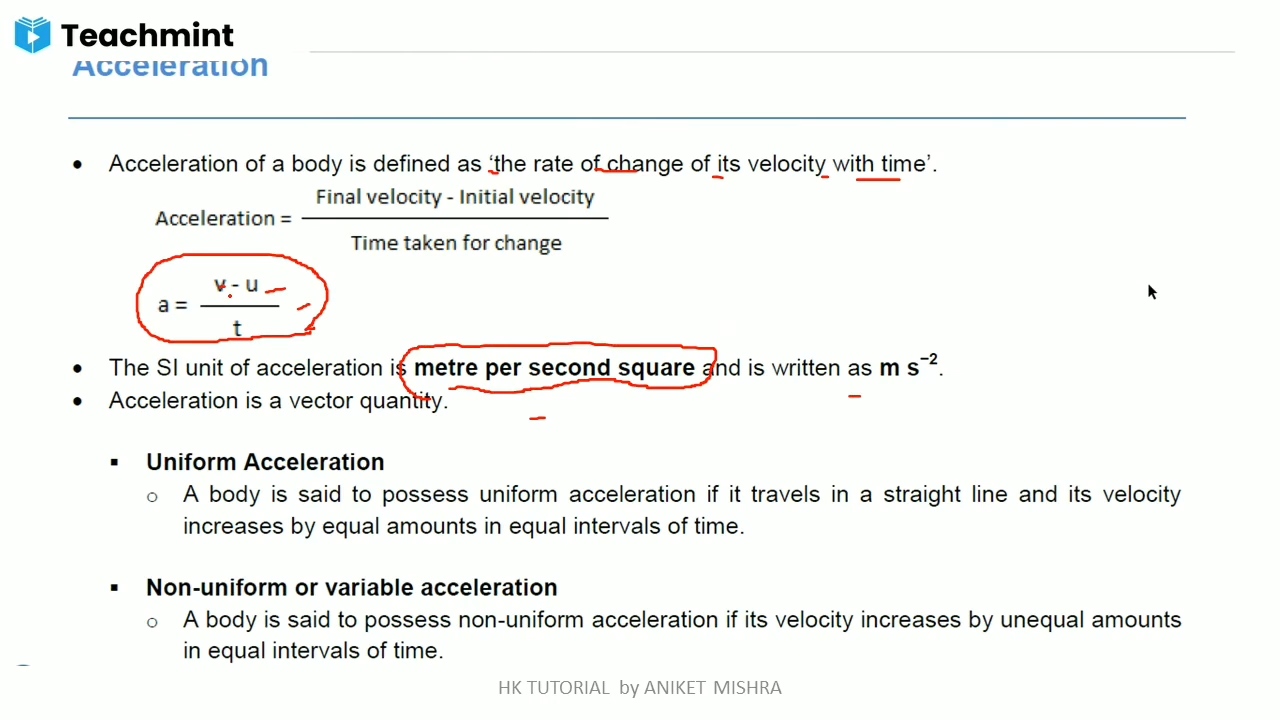 Teachmint
Acceleration
• Acceleration of a body is defined as ‘the rate of change of its velocity with time’.
Final velocity - Initial velocity
Acceleration =
Time taken for change
v - u
a =
t
• The SI unit of acceleration is metre per second square and is written as m s⁻².
• Acceleration is a vector quantity.
▪ Uniform Acceleration
o A body is said to possess uniform acceleration if it travels in a straight line and its velocity
increases by equal amounts in equal intervals of time.
▪ Non-uniform or variable acceleration
o A body is said to possess non-uniform acceleration if its velocity increases by unequal amounts
in equal intervals of time.
HK TUTORIAL by ANIKET MISHRA